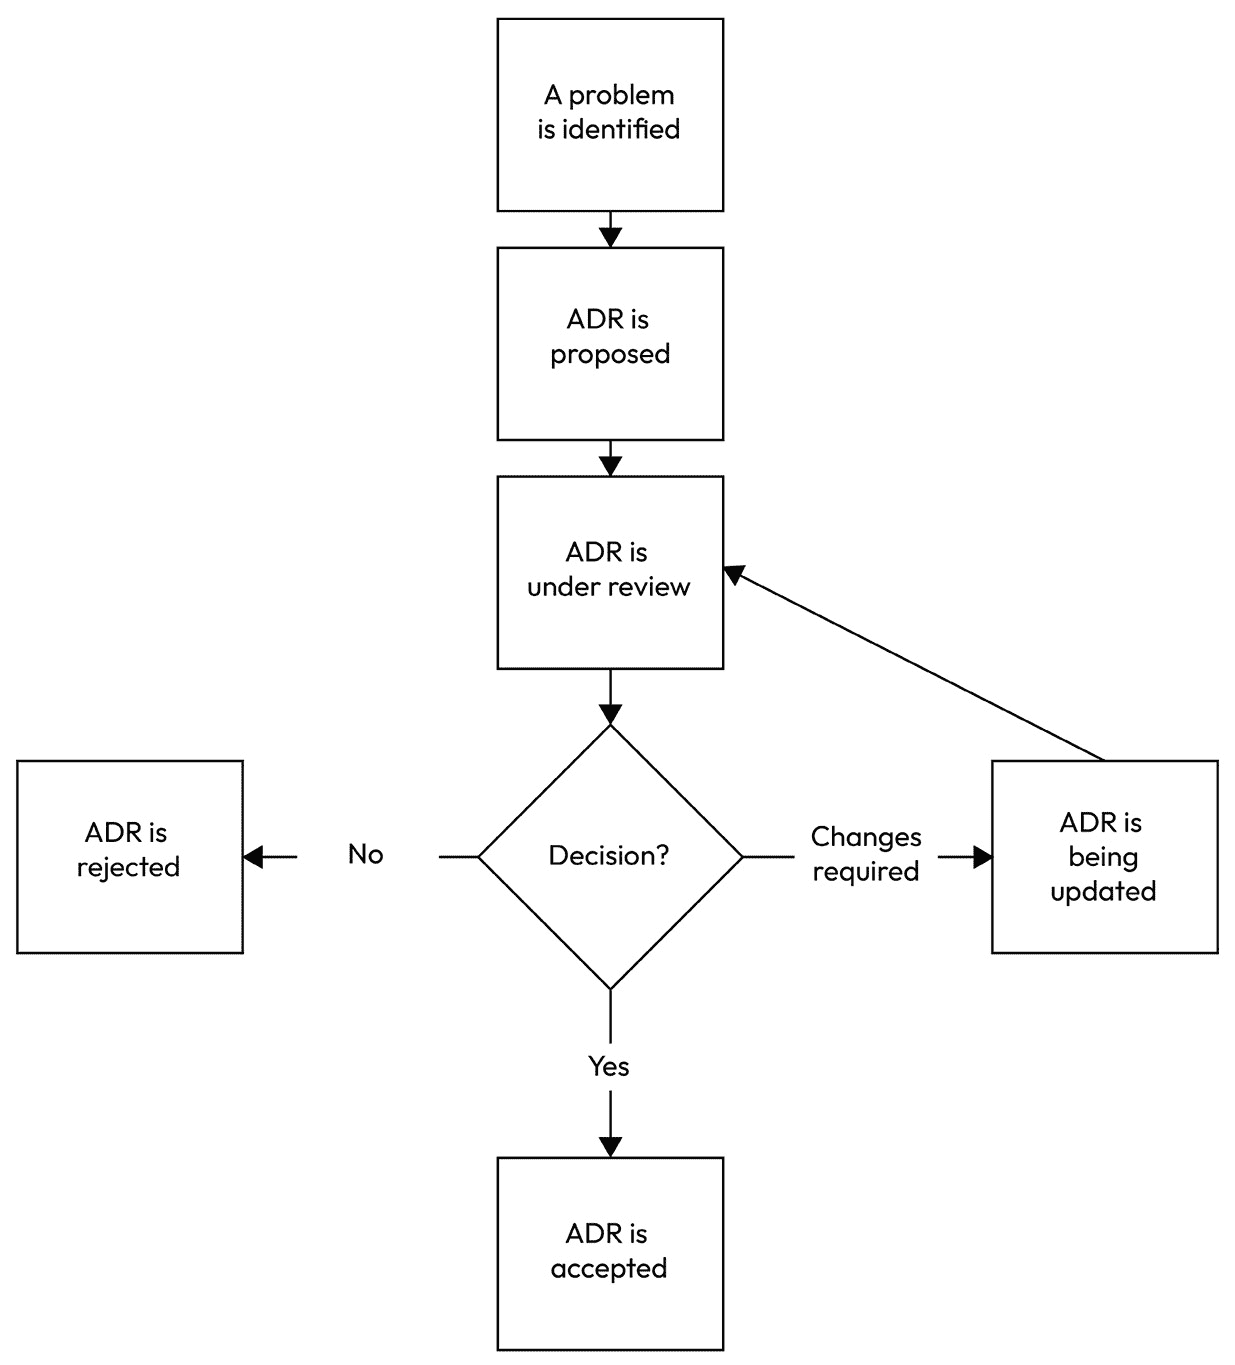 A problem
is identified
ADR is
proposed
ADR is
under review
ADR is
rejected
No
Decision?
Changes
required
ADR is
being
updated
Yes
ADR is
accepted